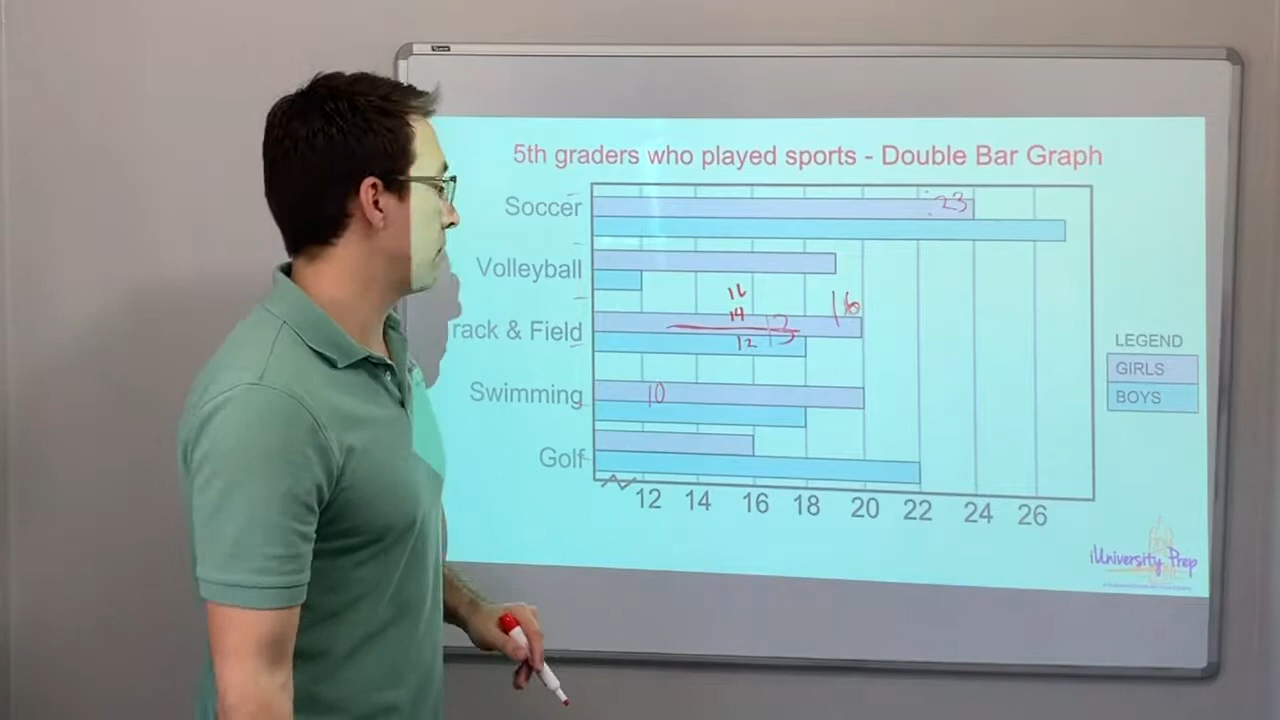 5th graders who played sports - Double Bar Graph
Soccer
23
Volleyball
16
14
16
rack & Field
13
12
LEGEND
GIRLS
BOYS
Swimming
10
Golf
12 14 16 18 20 22 24 26
iUniversity Prep